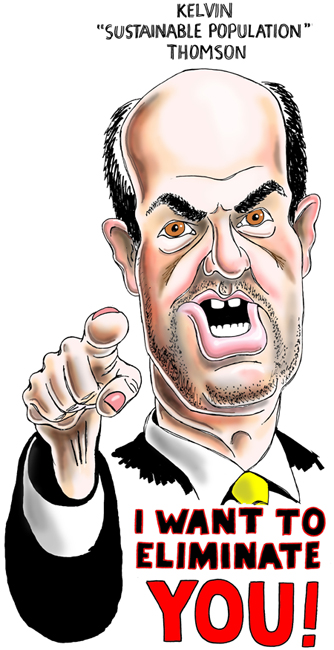 KELVIN
"SUSTAINABLE POPULATION"
THOMSON
I WANT TO
ELIMINATE
YOU!